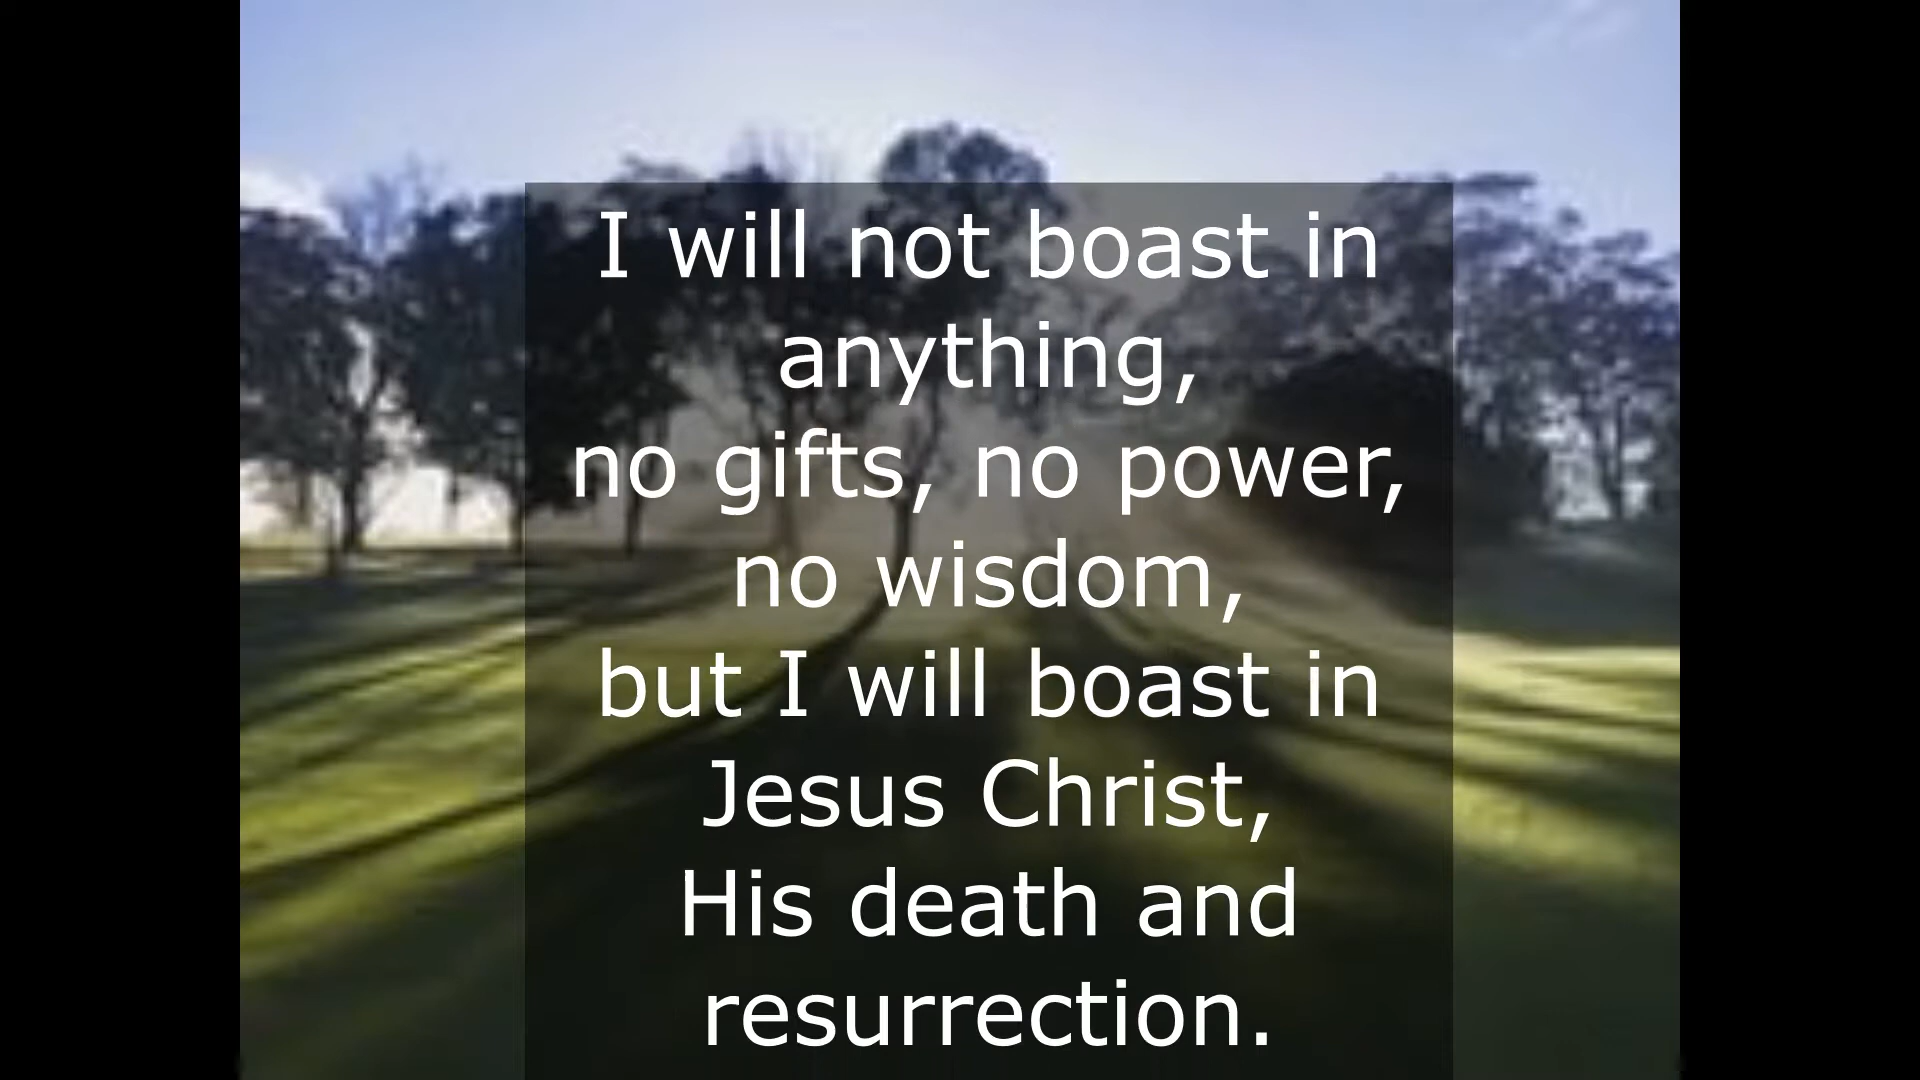 I will not boast in
anything,
no gifts, no power,
no wisdom,
but I will boast in
Jesus Christ,
His death and
resurrection.